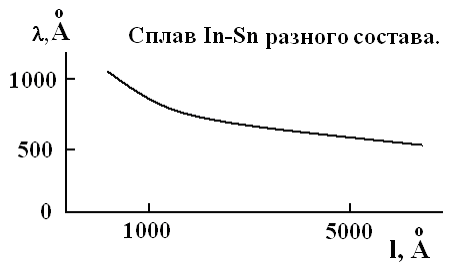 λ, Å
Сплав In-Sn разного состава.
1000
500
0
1000
5000
l, Å